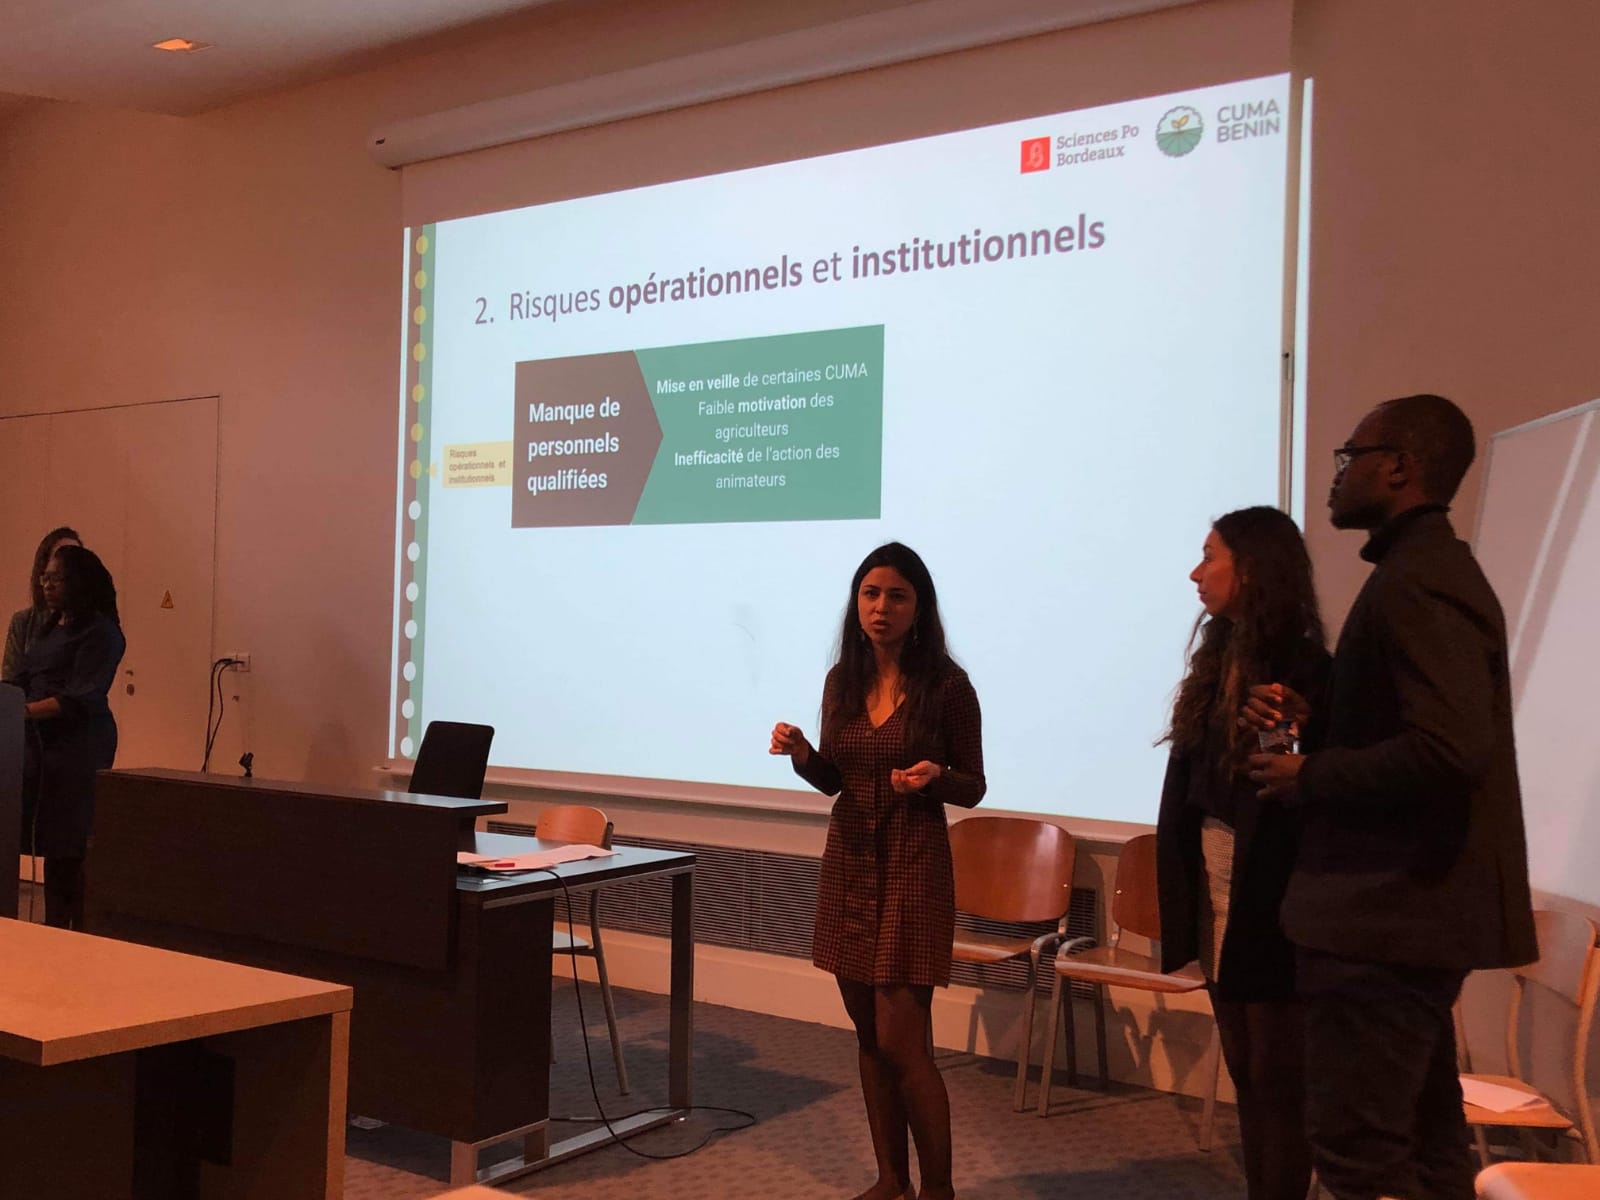 Sciences Po
Bordeaux
CUMA
BENIN
2. Risques opérationnels et institutionnels
Risques
opérationnels et
institutionnels
Manque de
personnels
qualifiées
Mise en veille de certaines CUMA
Faible motivation des
agriculteurs
Inefficacité de l'action des
animateurs